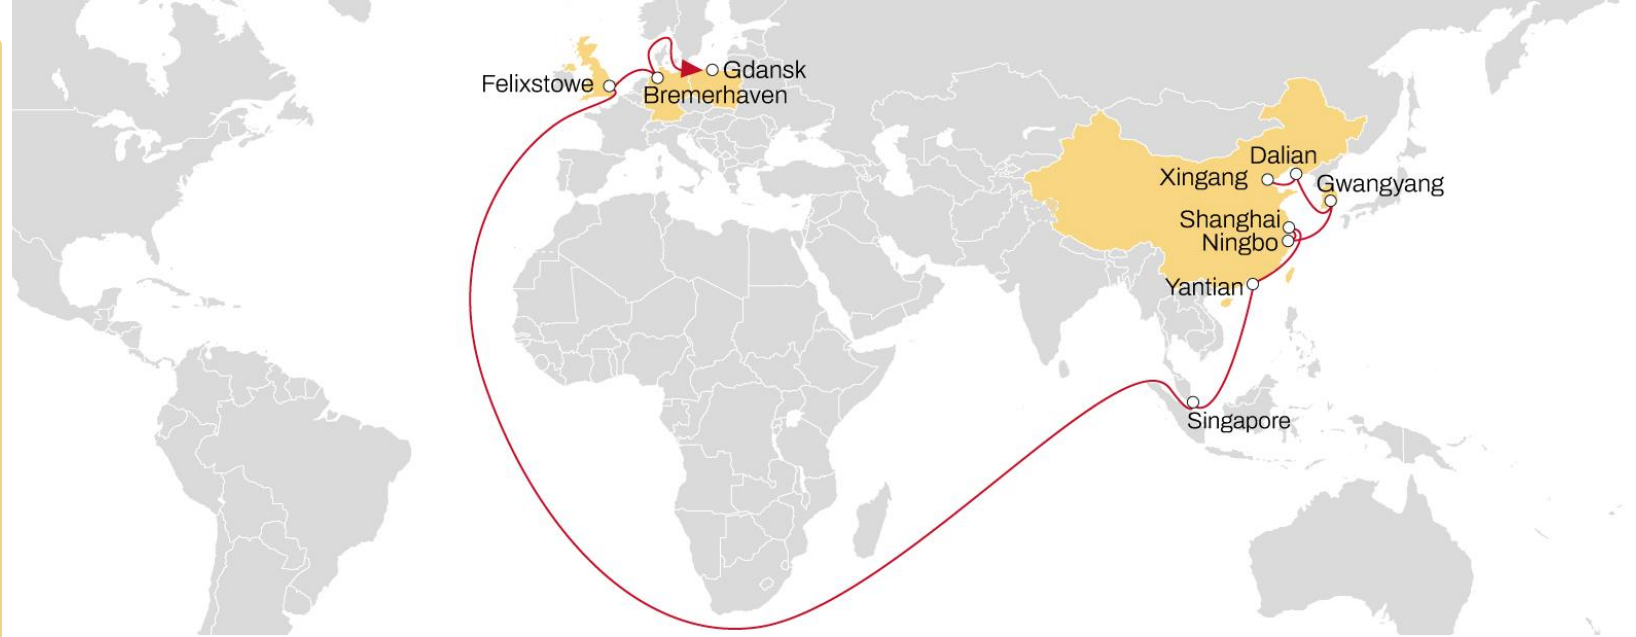 Gdansk
Felixstowe
Bremerhaven
Dalian
Xingang
Gwangyang
Shanghai
Ningbo
Yantian
Singapore